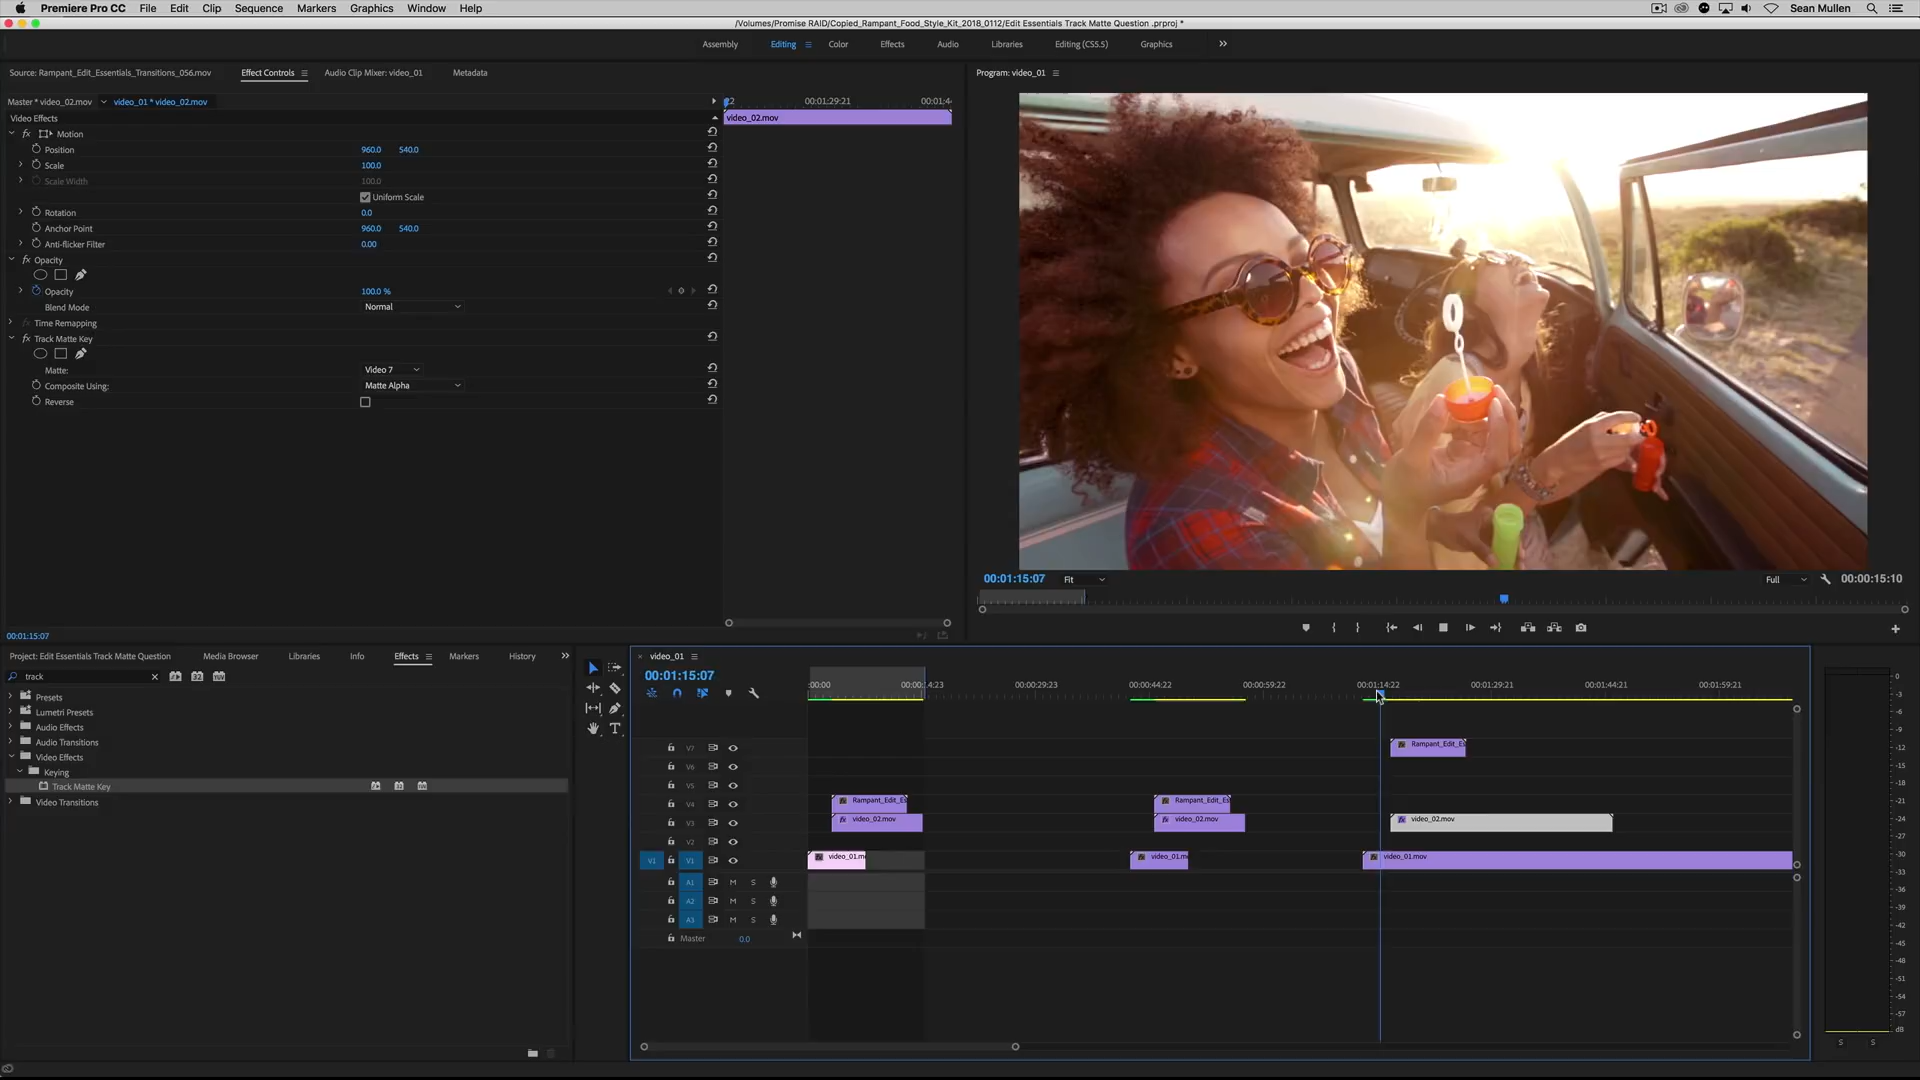 Premiere Pro CC File Edit Clip Sequence Markers Graphics Window Help Sean Mullen
/Volumes/Promise RAID/Copied_Rampant_Food_Style_Kit_2018_0112/Edit Essentials Track Matte Question .prproj *
Assembly Editing Color Effects Audio Libraries Editing (CS5.5) Graphics
Source: Rampant_Edit_Essentials_Transitions_056.mov Effect Controls Audio Clip Mixer: video_01 Metadata
Program: video_01
Master * video_02.mov video_01 * video_02.mov
:22 00:01:29:21 00:01:4
Video Effects
video_02.mov
fx Motion
Position 960.0 540.0
Scale 100.0
Scale Width 100.0
Uniform Scale
Rotation 0.0
Anchor Point 960.0 540.0
Anti-flicker Filter 0.00
fx Opacity
Opacity 100.0 %
Blend Mode Normal
Time Remapping
fx Track Matte Key
Matte: Video 7
Composite Using: Matte Alpha
Reverse
00:01:15:07
00:01:15:07 Fit Full 00:00:15:10
Project: Edit Essentials Track Matte Question Media Browser Libraries Info Effects Markers History
track
Presets
Lumetri Presets
Audio Effects
Audio Transitions
Video Effects
Keying
Track Matte Key
Video Transitions
video_01
00:01:15:07
:00:00 00:00:14:23 00:00:29:23 00:00:44:22 00:00:59:22 00:01:14:22 00:01:29:21 00:01:44:21 00:01:59:21
V7 Rampant_Edit_Es
V6
V5
V4 Rampant_Edit_Es Rampant_Edit_Es
V3 video_02.mov video_02.mov video_02.mov
V2
V1 V1 video_01.m video_01.m video_01.mov
A1 M S
A2 M S
A3 M S
Master 0.0
0
-3
-6
-9
-12
-15
-18
-21
-24
-27
-30
-33
-36
-39
-42
-45
-48
-51
-54
-57
dB
S S